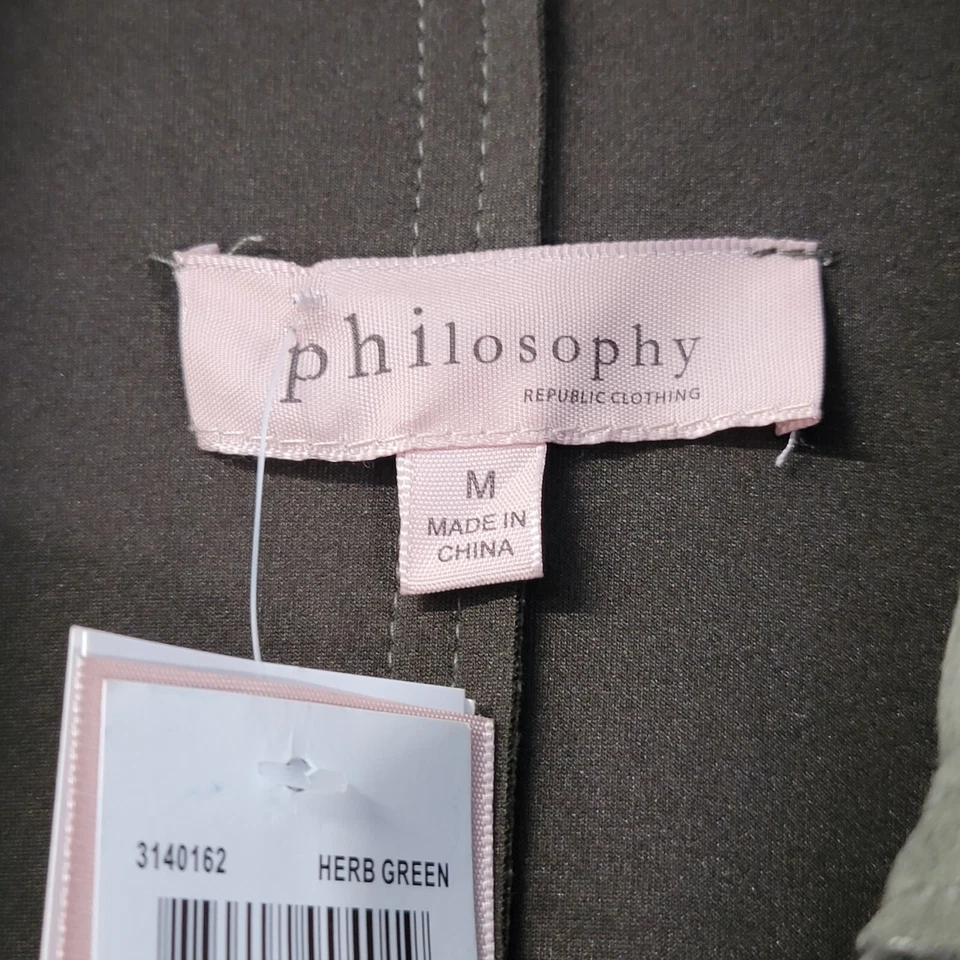 philosophy
REPUBLIC CLOTHING
M
MADE IN
CHINA
3140162 HERB GREEN